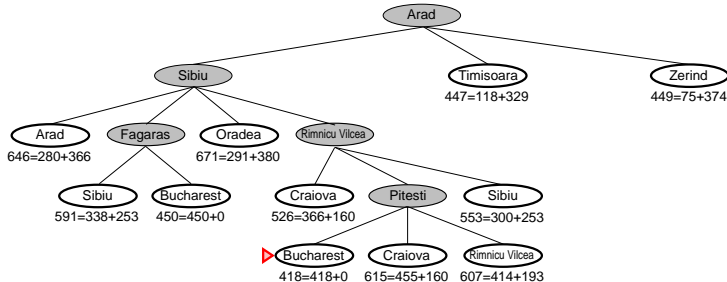 Arad
Sibiu
Timisoara
Zerind
447=118+329
449=75+374
Arad
Fagaras
Oradea
Rimnicu Vilcea
646=280+366
671=291+380
Sibiu
Bucharest
Craiova
Pitesti
Sibiu
591=338+253
450=450+0
526=366+160
553=300+253
Bucharest
Craiova
Rimnicu Vilcea
418=418+0
615=455+160
607=414+193